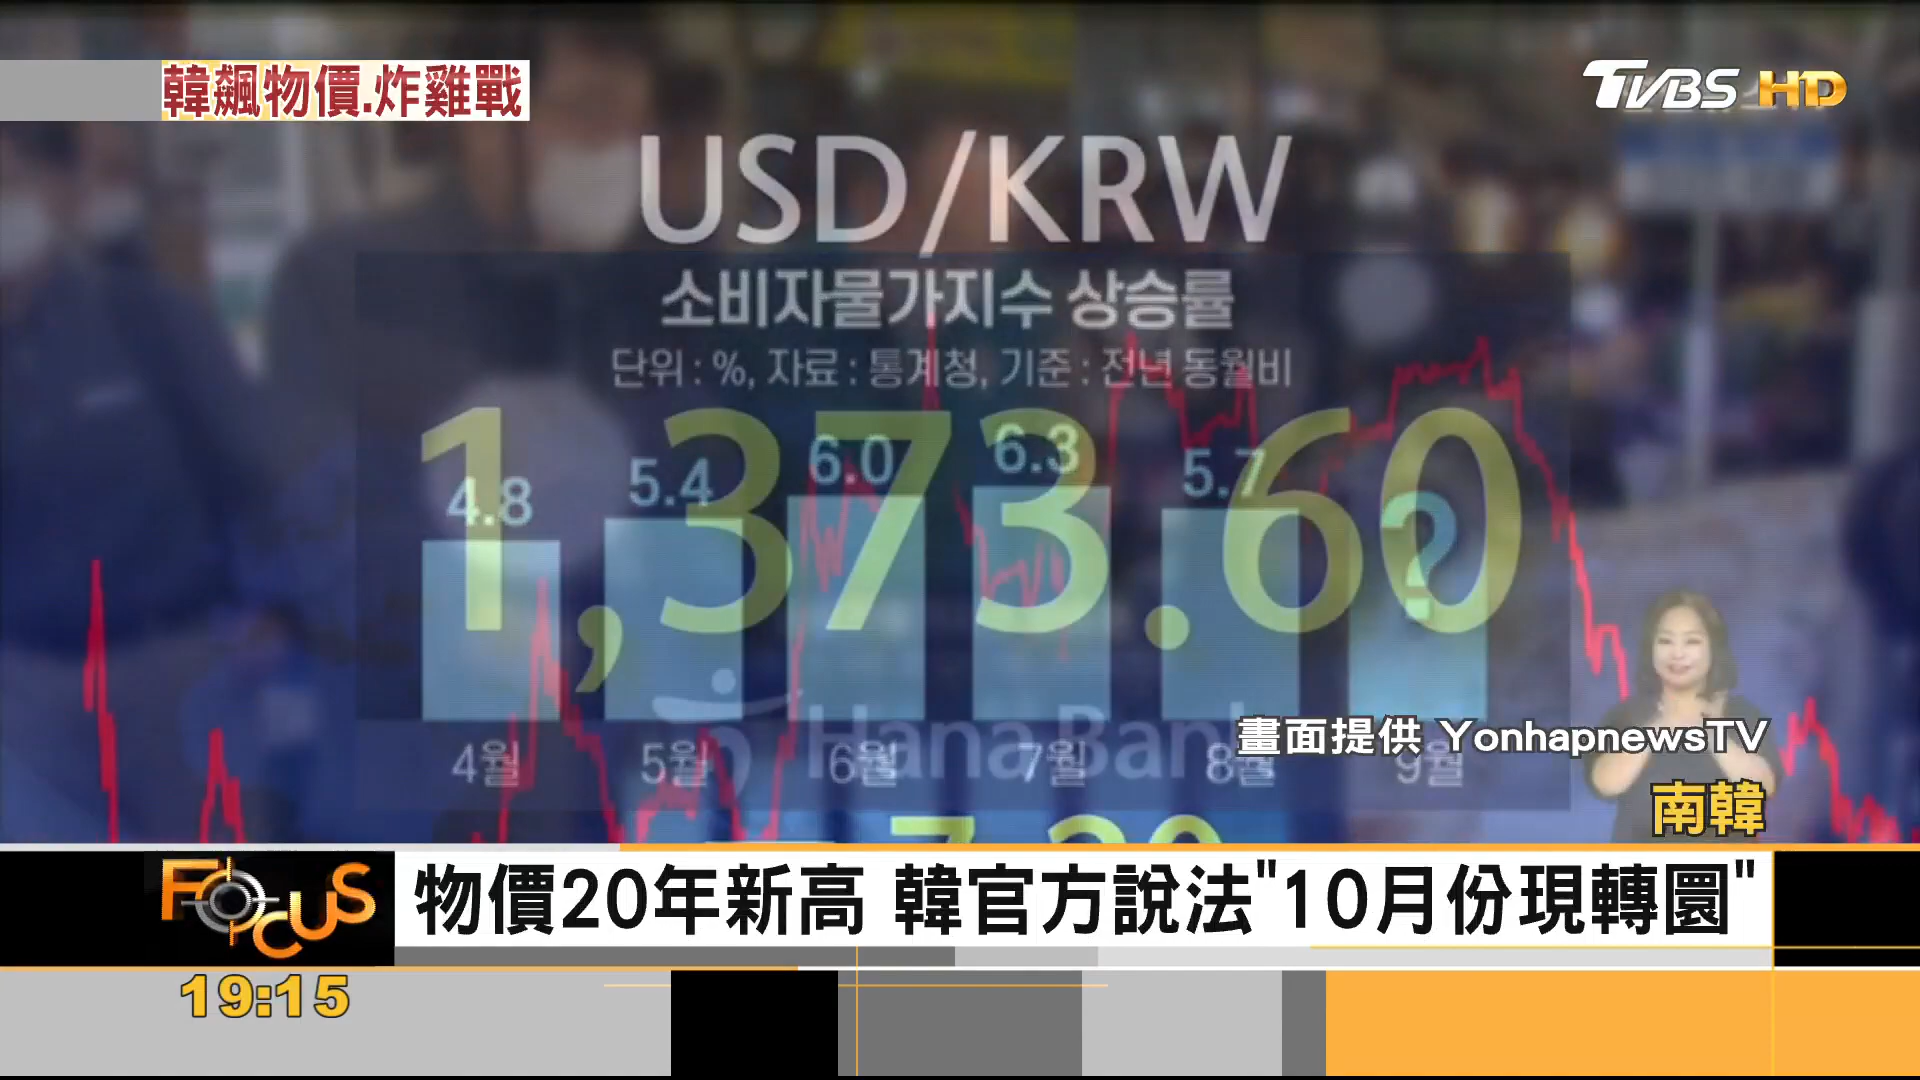 韓飆物價.炸雞戰
TVBS HD
USD/KRW
소비자물가지수 상승률
단위 : %, 자료 : 통계청, 기준 : 전년 동월비
1,373.60
4.8
5.4
6.0
6.3
5.7
?
Hana Bank
4월
5월
6월
7월
8월
9월
畫面提供 YonhapnewsTV
南韓
FOCUS
物價20年新高 韓官方說法"10月份現轉圜"
19:15